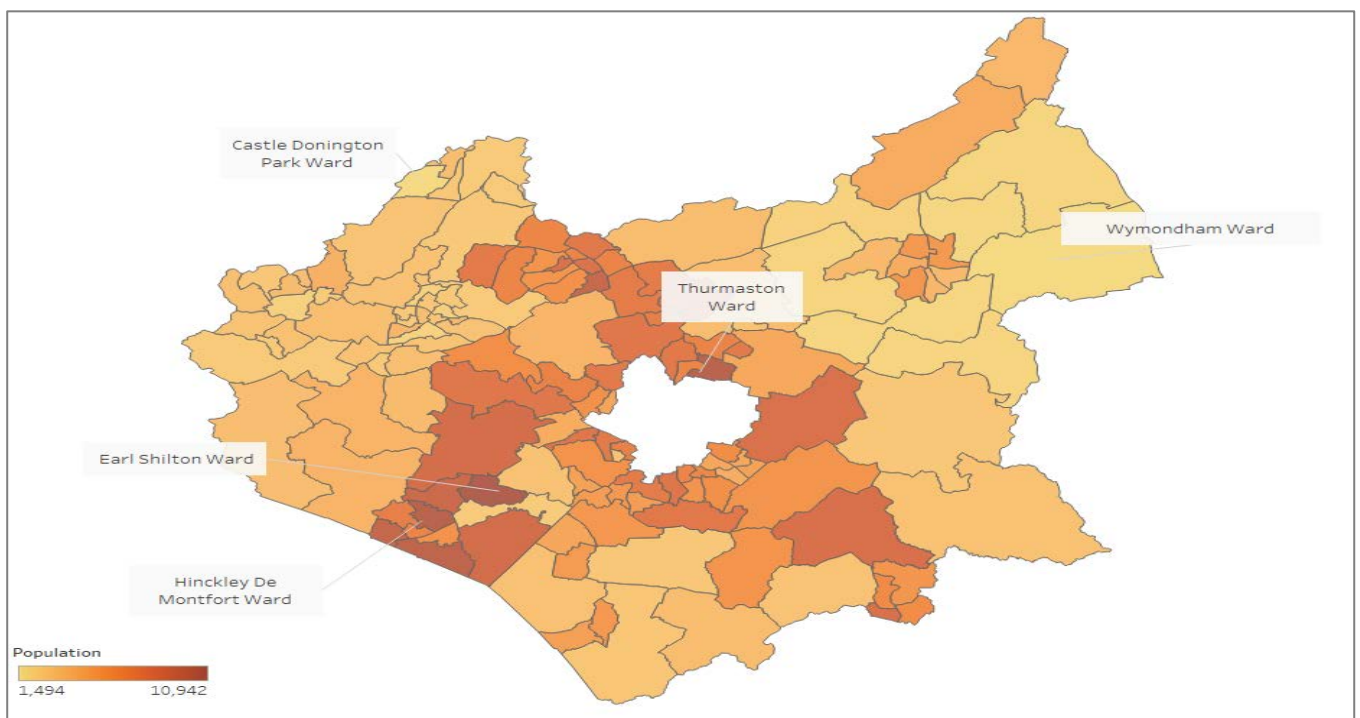 Castle Donington
Park Ward
Wymondham Ward
Thurmaston
Ward
Earl Shilton Ward
Hinckley De
Montfort Ward
Population
1,494 10,942